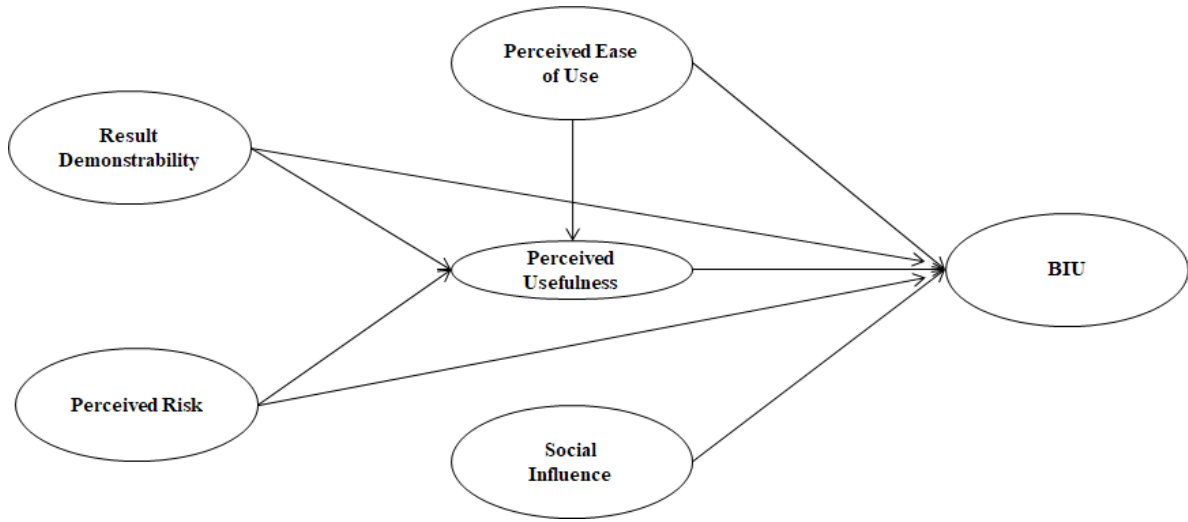 Perceived Ease
of Use
Result
Demonstrability
Perceived
Usefulness
BIU
Perceived Risk
Social
Influence